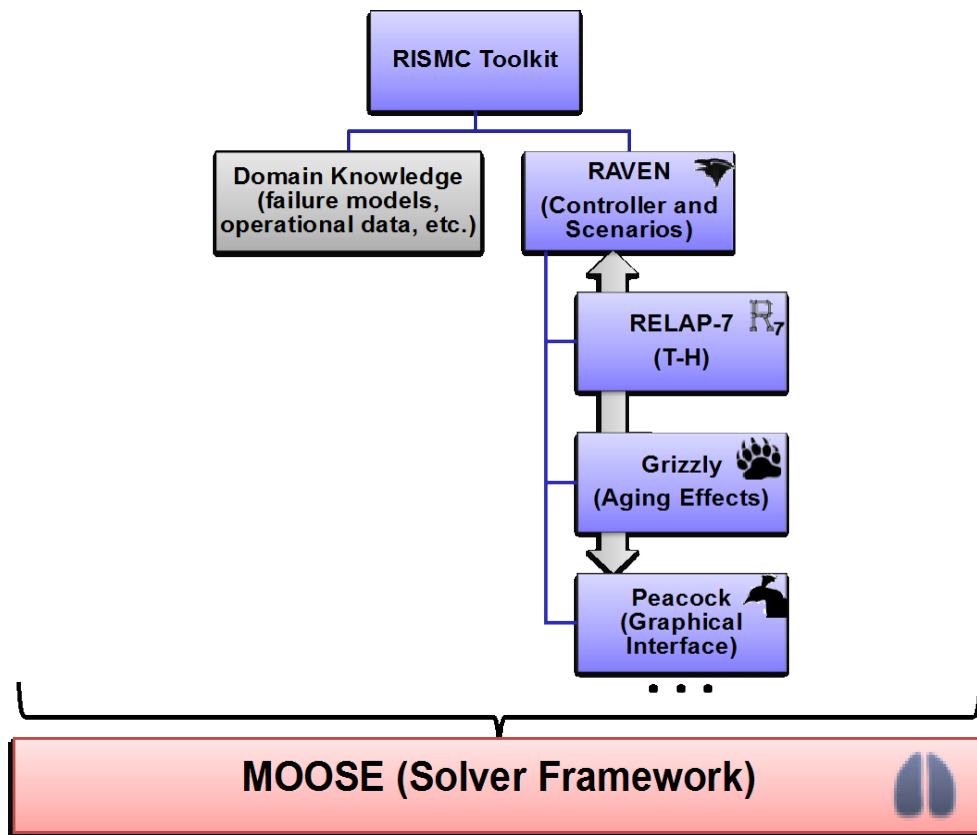 RISMC Toolkit
Domain Knowledge
(failure models,
operational data, etc.)
RAVEN
(Controller and
Scenarios)
RELAP-7
(T-H)
R7
Grizzly
(Aging Effects)
Peacock
(Graphical
Interface)
. . .
MOOSE (Solver Framework)